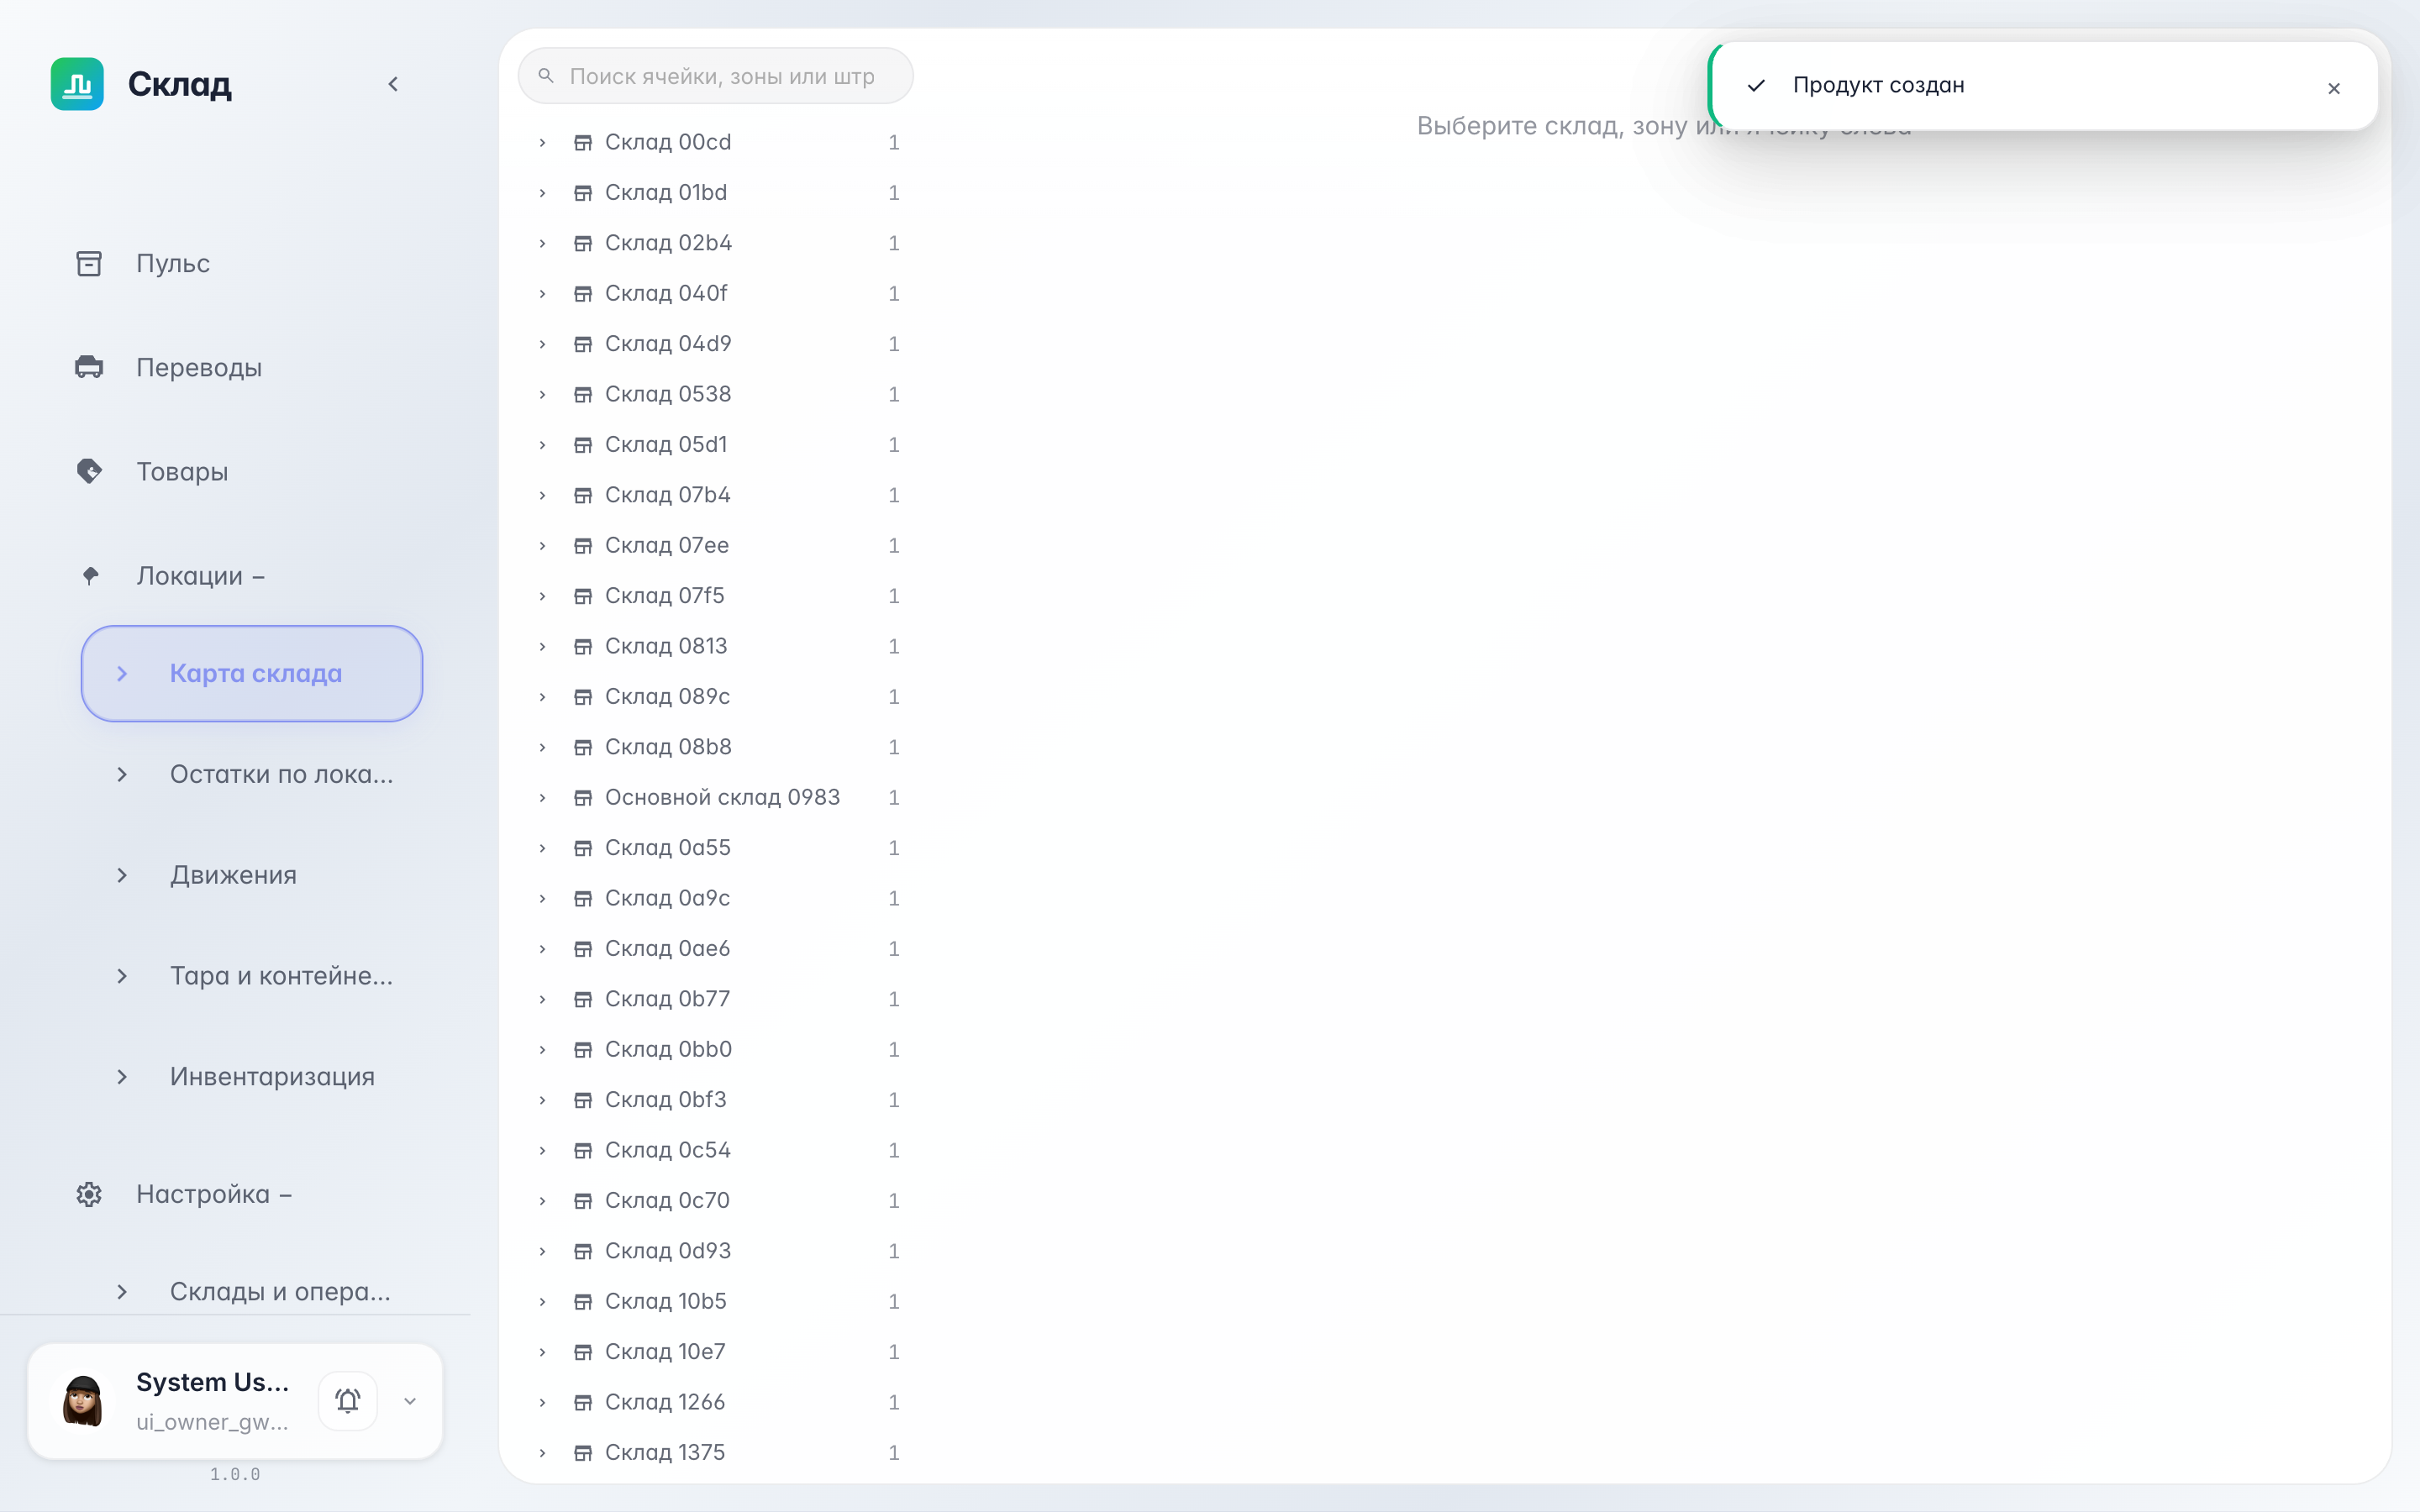 Склад
Пульс
Переводы
Товары
Локации –
Карта склада
Остатки по лока...
Движения
Тара и контейне...
Инвентаризация
Настройка –
Склады и опера...
System Us...
ui_owner_gw...
1.0.0
Поиск ячейки, зоны или штр
Склад 00cd 1
Склад 01bd 1
Склад 02b4 1
Склад 040f 1
Склад 04d9 1
Склад 0538 1
Склад 05d1 1
Склад 07b4 1
Склад 07ee 1
Склад 07f5 1
Склад 0813 1
Склад 089c 1
Склад 08b8 1
Основной склад 0983 1
Склад 0a55 1
Склад 0a9c 1
Склад 0ae6 1
Склад 0b77 1
Склад 0bb0 1
Склад 0bf3 1
Склад 0c54 1
Склад 0c70 1
Склад 0d93 1
Склад 10b5 1
Склад 10e7 1
Склад 1266 1
Склад 1375 1
Продукт создан
Выберите склад, зону или ячейку слева